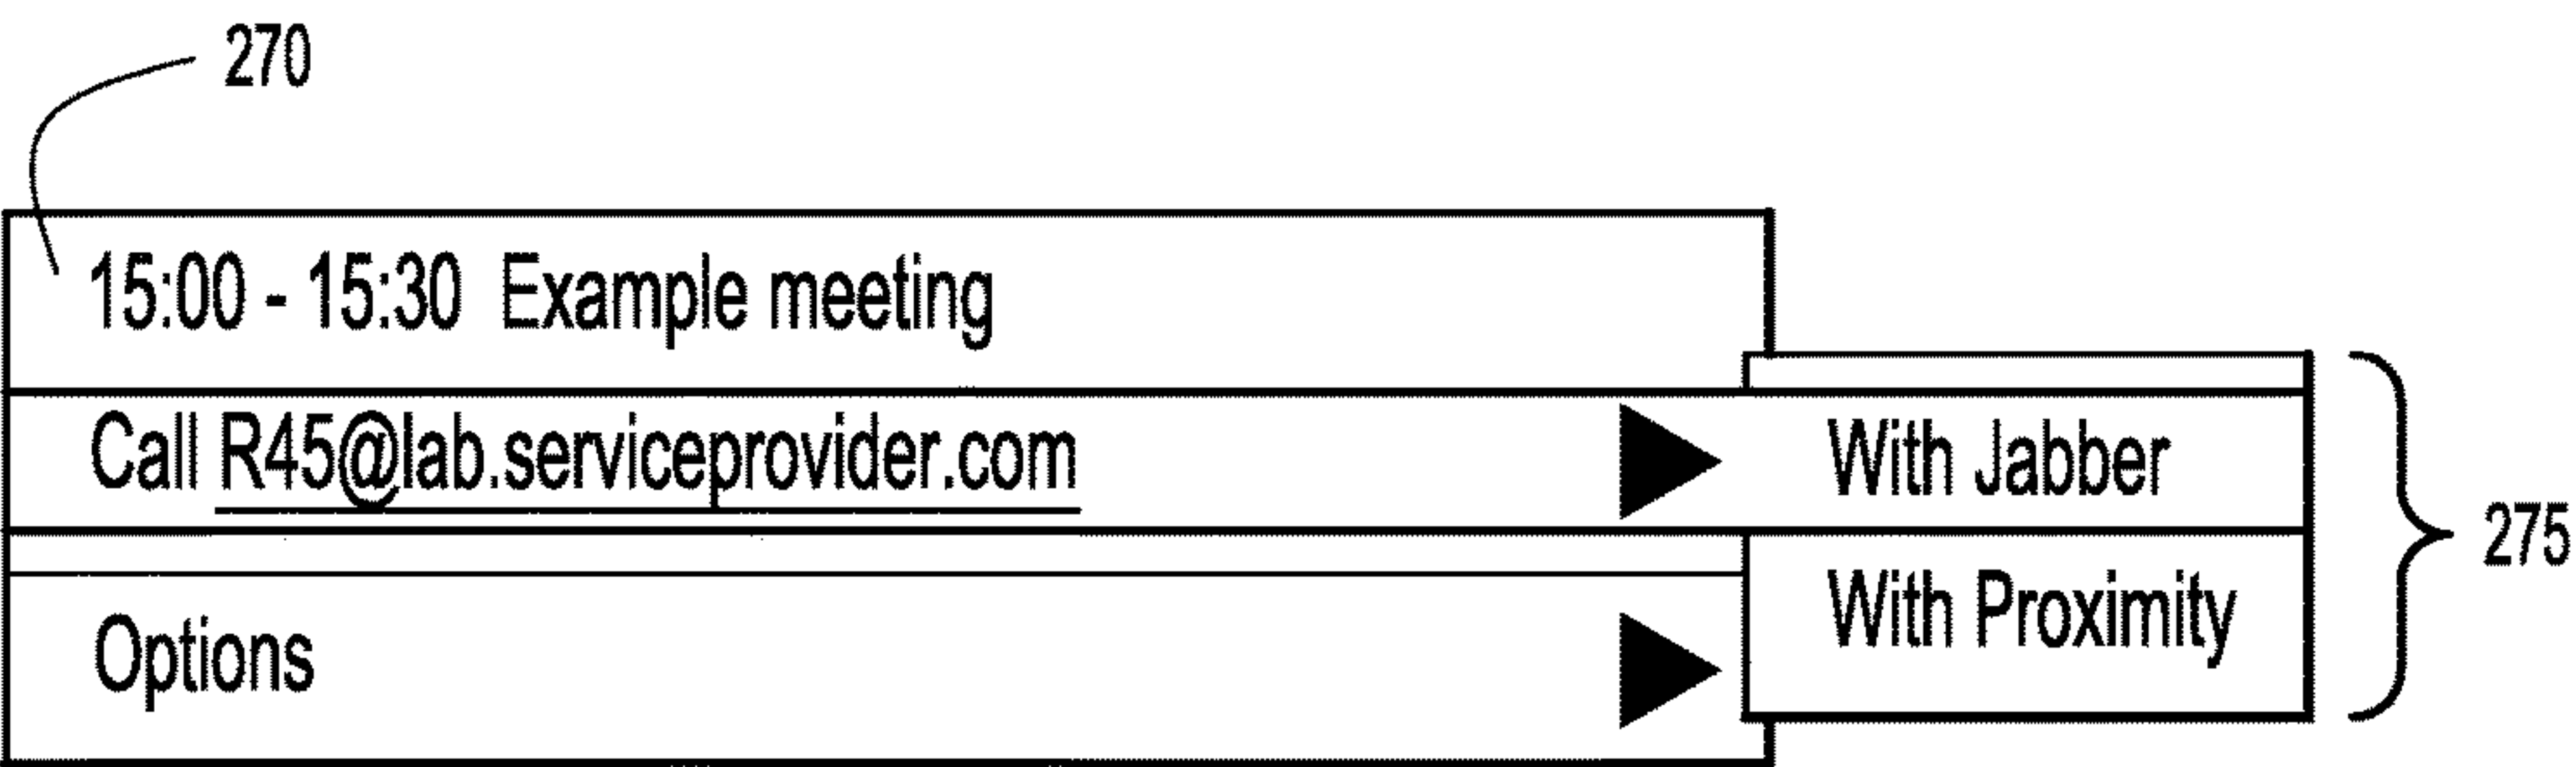 270
15:00 - 15:30 Example meeting
Call R45@lab.serviceprovider.com
With Jabber
275
With Proximity
Options